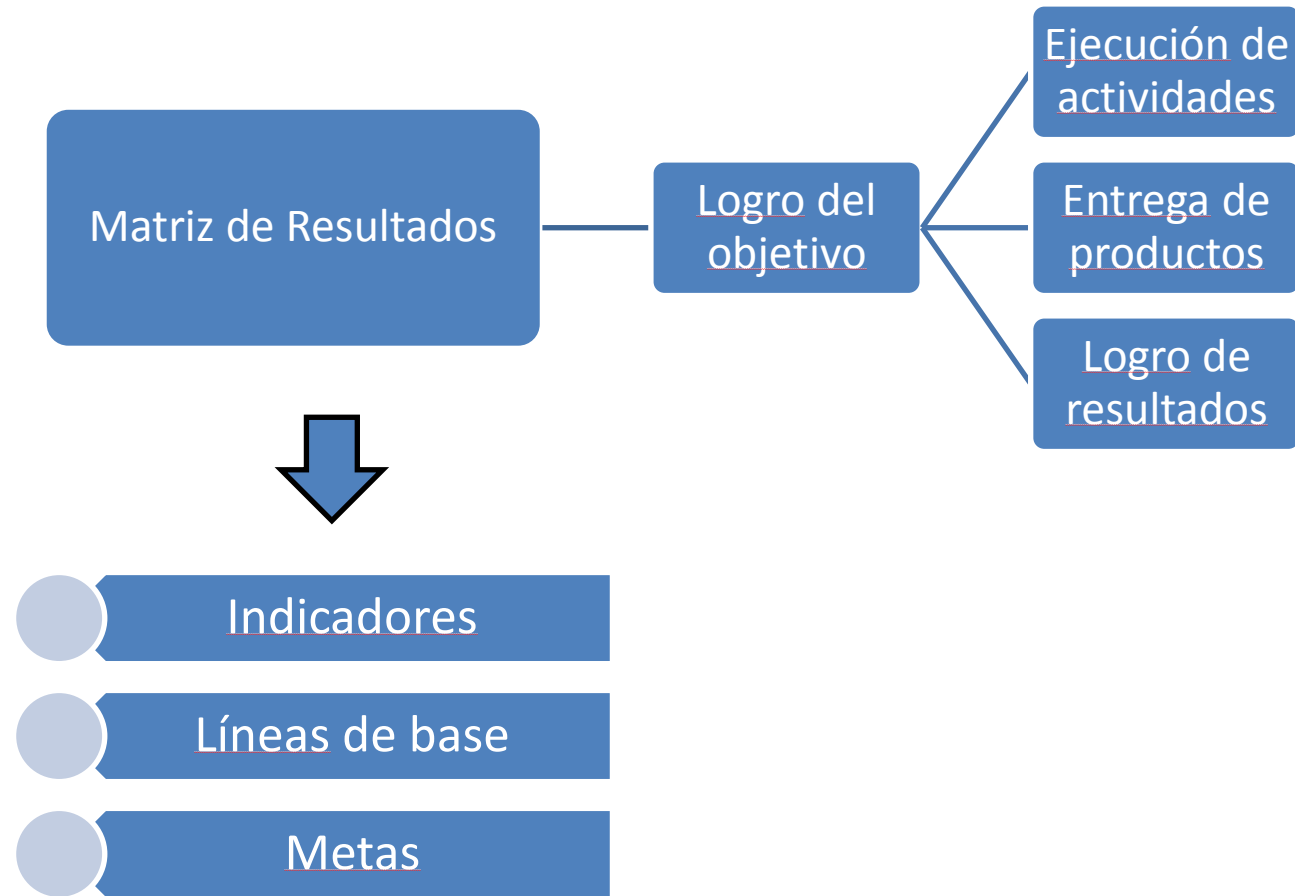 Matriz de Resultados
Logro del
objetivo
Ejecución de
actividades
Entrega de
productos
Logro de
resultados
Indicadores
Líneas de base
Metas